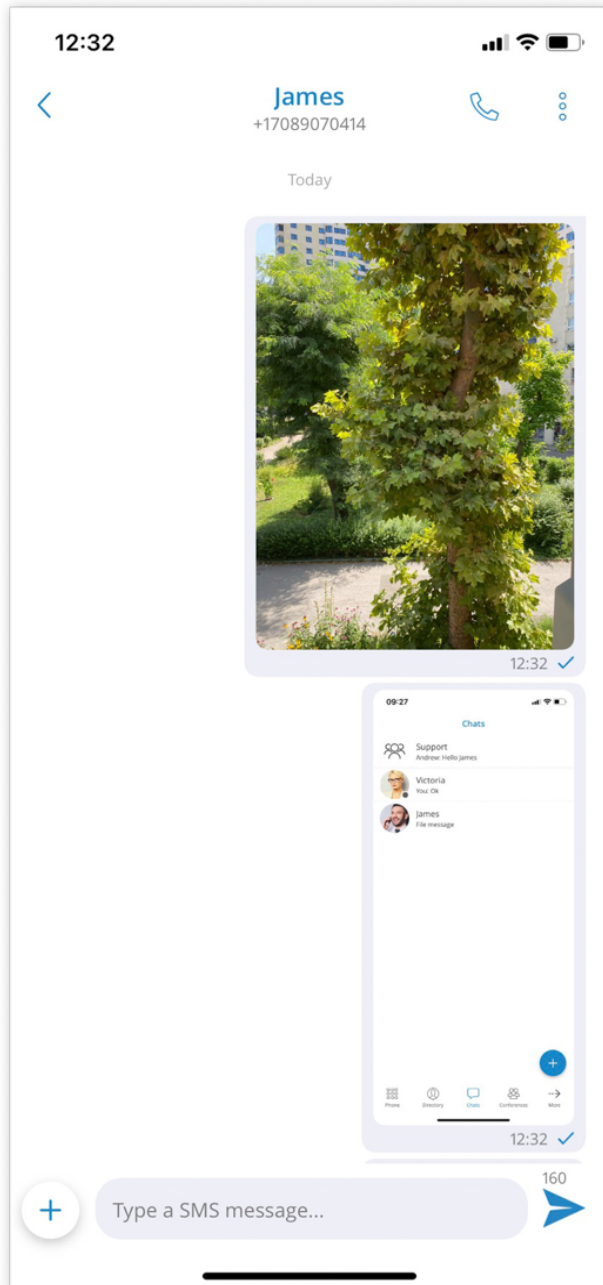 12:32
James
+17089070414
Today
12:32
09:27
Chats
Support
Andrew: Hello James
Victoria
You: Ok
James
File message
+
Phone
Directory
Chats
Conferences
More
12:32
160
+
Type a SMS message...